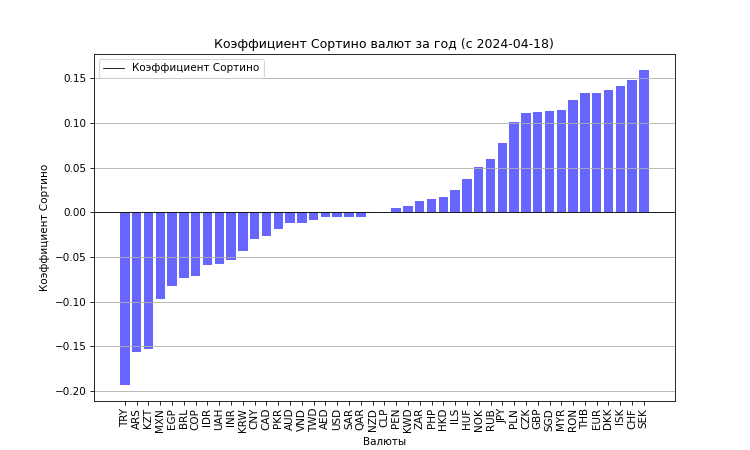 Коэффициент Сортино валют за год (с 2024-04-18)
Коэффициент Сортино
0.15
0.10
0.05
0.00
−0.05
−0.10
−0.15
−0.20
Коэффициент Сортино
TRY
ARS
KZT
MXN
EGP
BRL
COP
IDR
UAH
INR
KRW
CNY
CAD
PKR
AUD
VND
TWD
AED
USD
SAR
QAR
NZD
CLP
PEN
KWD
ZAR
PHP
HKD
ILS
HUF
NOK
RUB
JPY
PLN
CZK
GBP
SGD
MYR
RON
THB
EUR
DKK
ISK
CHF
SEK
Валюты